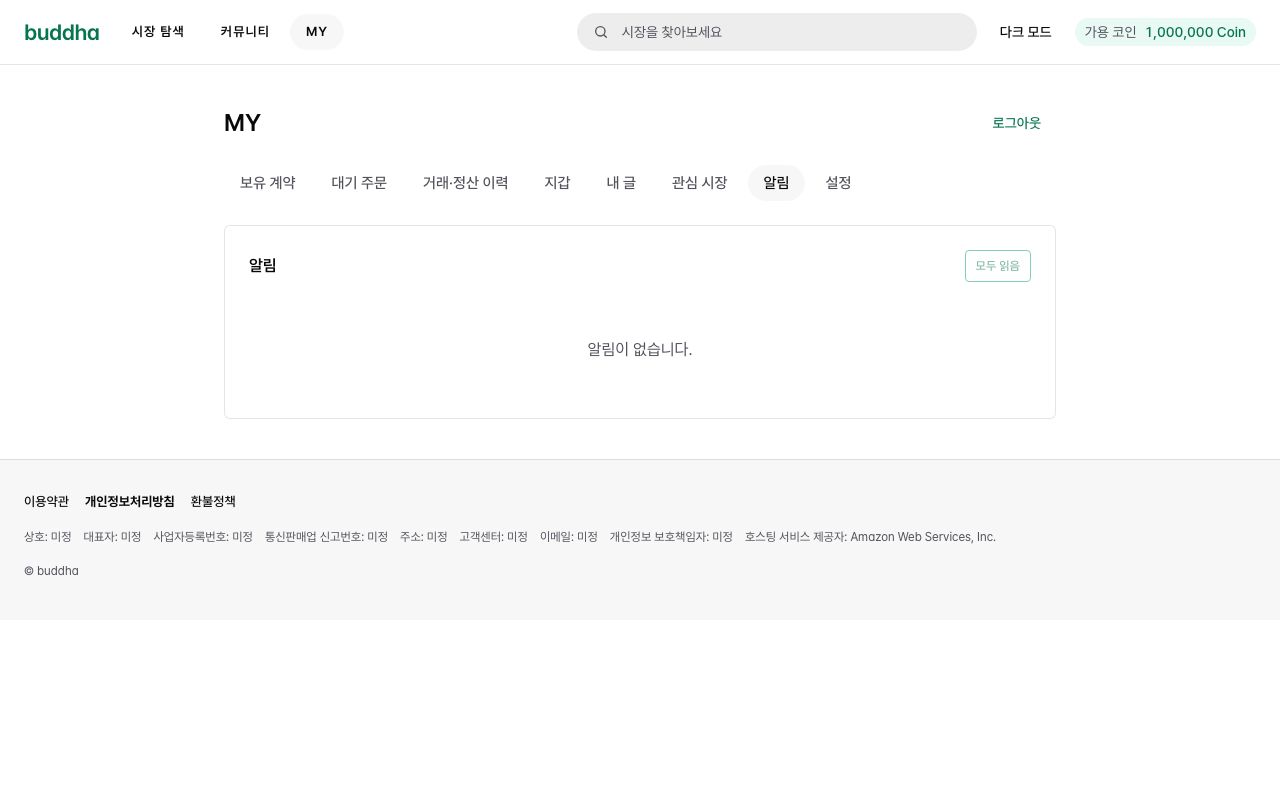 buddha 시장 탐색 커뮤니티 MY 시장을 찾아보세요 다크 모드 가용 코인 1,000,000 Coin
MY 로그아웃
보유 계약 대기 주문 거래·정산 이력 지갑 내 글 관심 시장 알림 설정
알림 모두 읽음
알림이 없습니다.
이용약관 개인정보처리방침 환불정책
상호: 미정 대표자: 미정 사업자등록번호: 미정 통신판매업 신고번호: 미정 주소: 미정 고객센터: 미정 이메일: 미정 개인정보 보호책임자: 미정 호스팅 서비스 제공자: Amazon Web Services, Inc.
© buddha